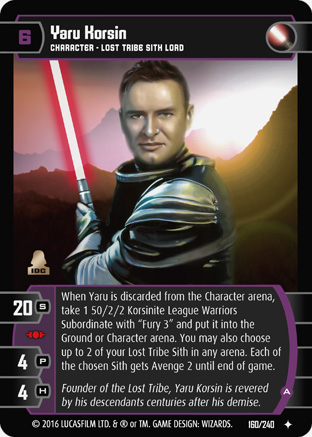 6
Yaru Korsin
CHARACTER - LOST TRIBE SITH LORD
IDC
20 S
4 P
4 H
When Yaru is discarded from the Character arena,
take 1 50/2/2 Korsinite League Warriors
Subordinate with “Fury 3” and put it into the
Ground or Character arena. You may also choose
up to 2 of your Lost Tribe Sith in any arena. Each of
the chosen Sith gets Avenge 2 until end of game.
Founder of the Lost Tribe, Yaru Korsin is revered
by his descendants centuries after his demise.
A
© 2016 LUCASFILM LTD. & ® or TM. GAME DESIGN: WIZARDS.
160/240